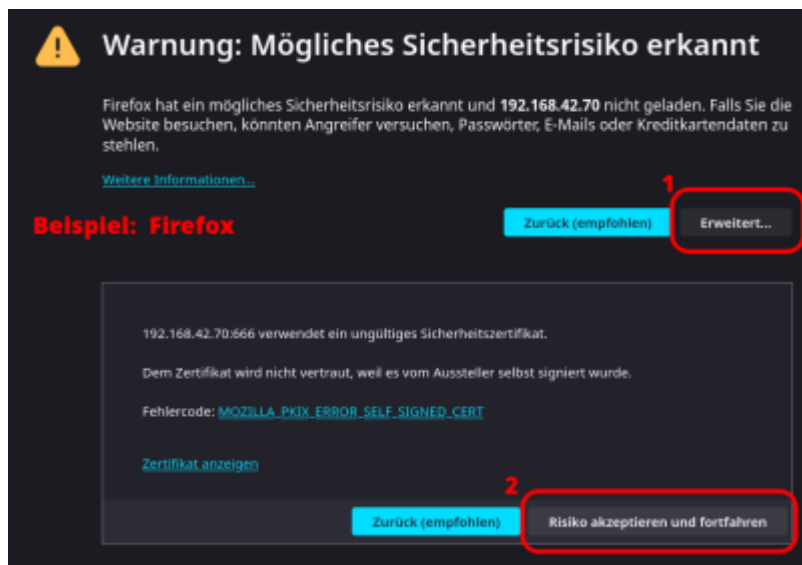 Warnung: Mögliches Sicherheitsrisiko erkannt
Firefox hat ein mögliches Sicherheitsrisiko erkannt und 192.168.42.70 nicht geladen. Falls Sie die
Website besuchen, könnten Angreifer versuchen, Passwörter, E-Mails oder Kreditkartendaten zu
stehlen.
Weitere Informationen...
1
Beispiel: Firefox
Zurück (empfohlen)
Erweitert...
192.168.42.70:666 verwendet ein ungültiges Sicherheitszertifikat.
Dem Zertifikat wird nicht vertraut, weil es vom Aussteller selbst signiert wurde.
Fehlercode: MOZILLA_PKIX_ERROR_SELF_SIGNED_CERT
Zertifikat anzeigen
2
Zurück (empfohlen)
Risiko akzeptieren und fortfahren